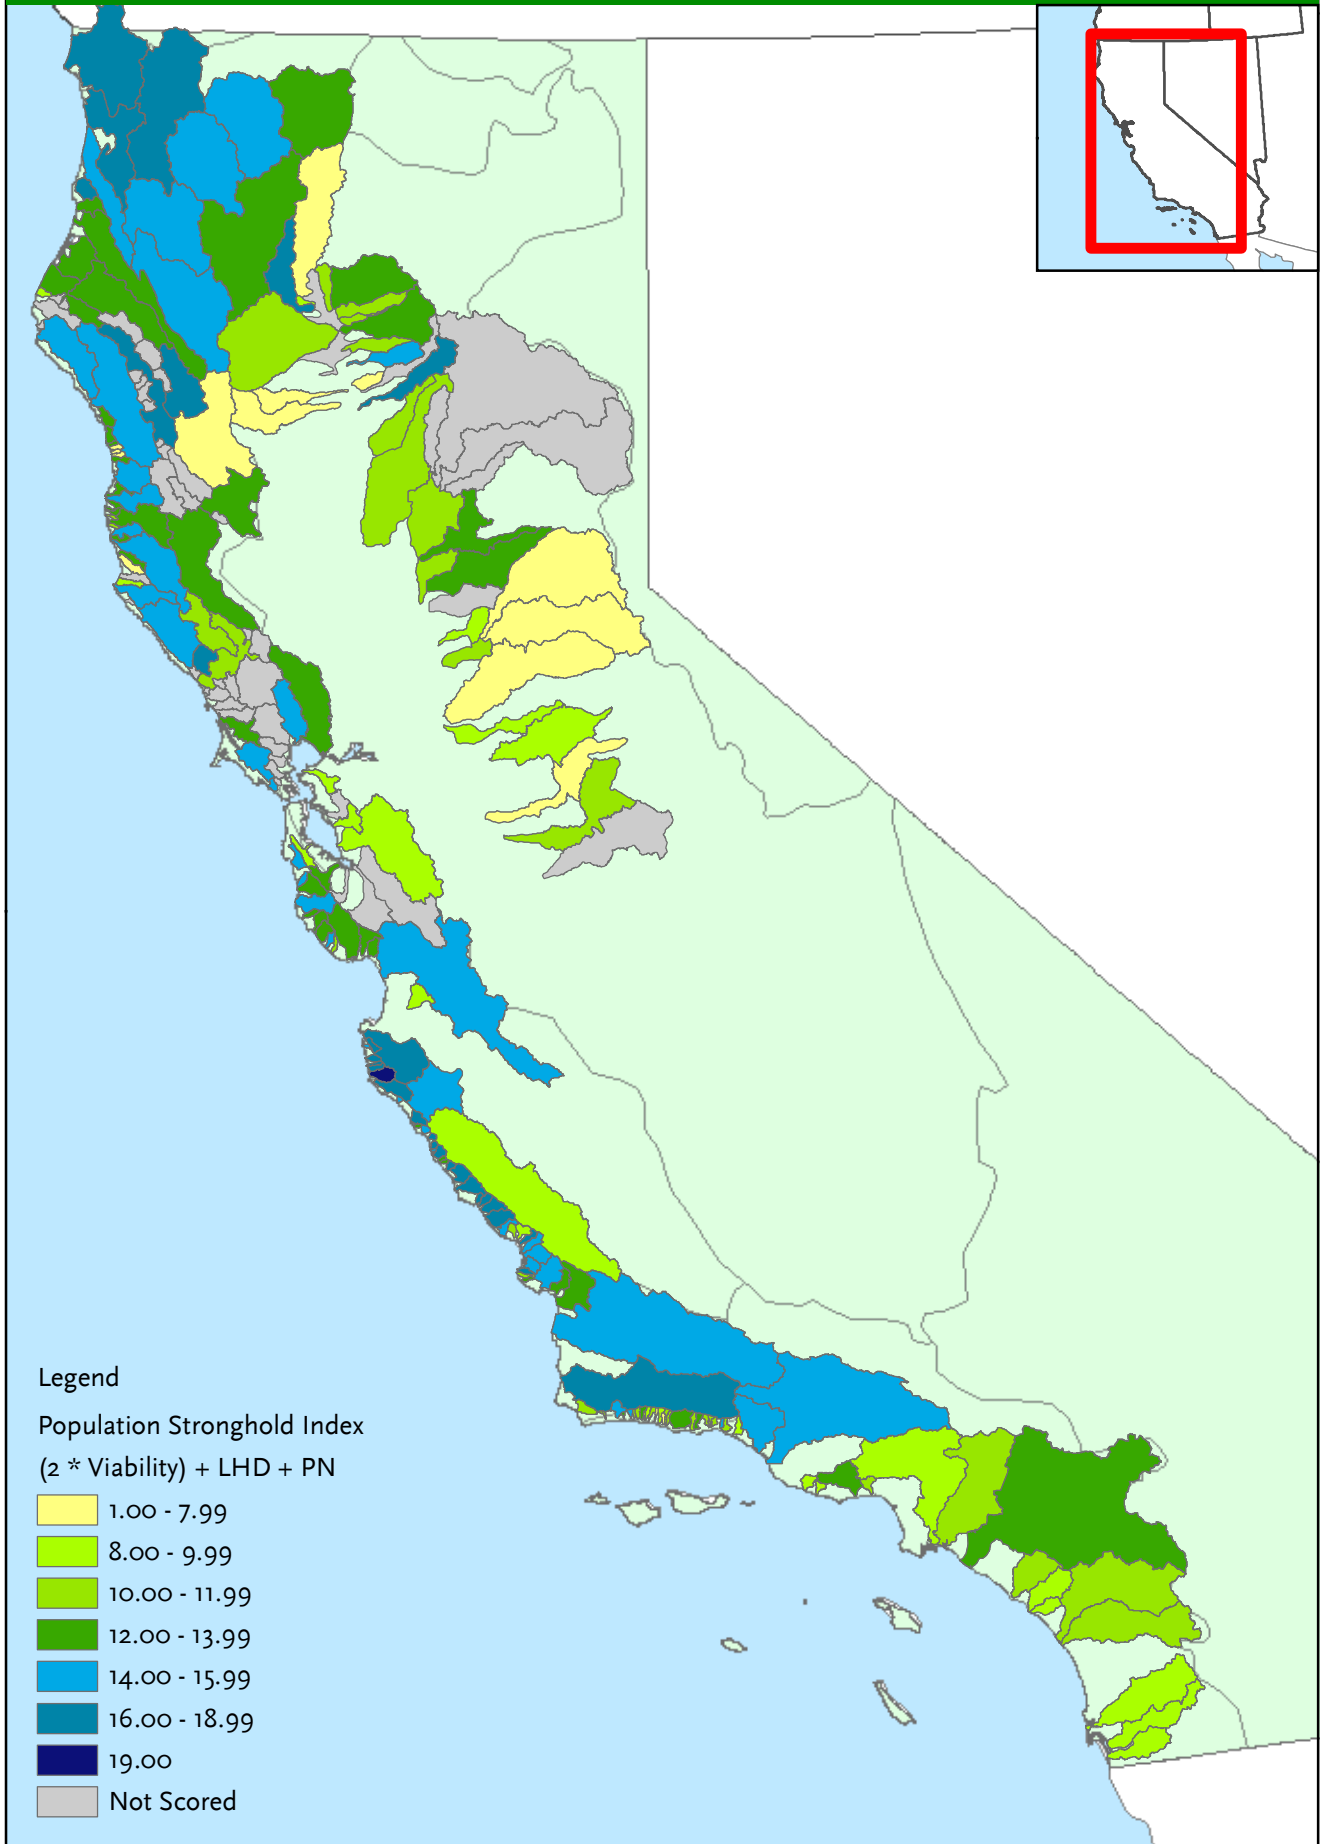 Legend
Population Stronghold Index
(2 * Viability) + LHD + PN
1.00 - 7.99
8.00 - 9.99
10.00 - 11.99
12.00 - 13.99
14.00 - 15.99
16.00 - 18.99
19.00
Not Scored